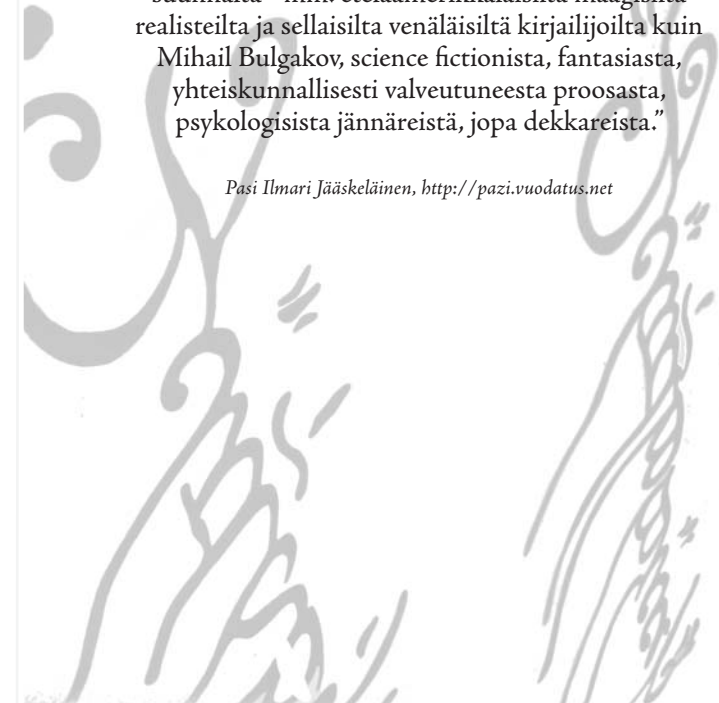 realisteilta ja sellaisilta venäläisiltä kirjailijoilta kuin
Mihail Bulgakov, science fictionista, fantasiasta,
yhteiskunnallisesti valveutuneesta proosasta,
psykologisista jännäreistä, jopa dekkareista.”
Pasi Ilmari Jääskeläinen, http://pazi.vuodatus.net